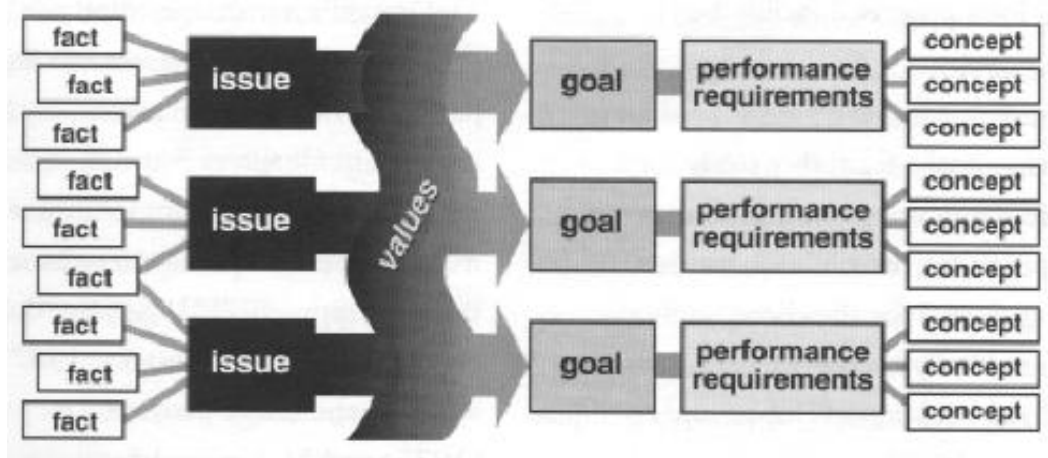 fact
fact
fact
issue
goal
performance
requirements
concept
concept
concept
fact
fact
fact
issue
values
goal
performance
requirements
concept
concept
concept
fact
fact
fact
issue
goal
performance
requirements
concept
concept
concept